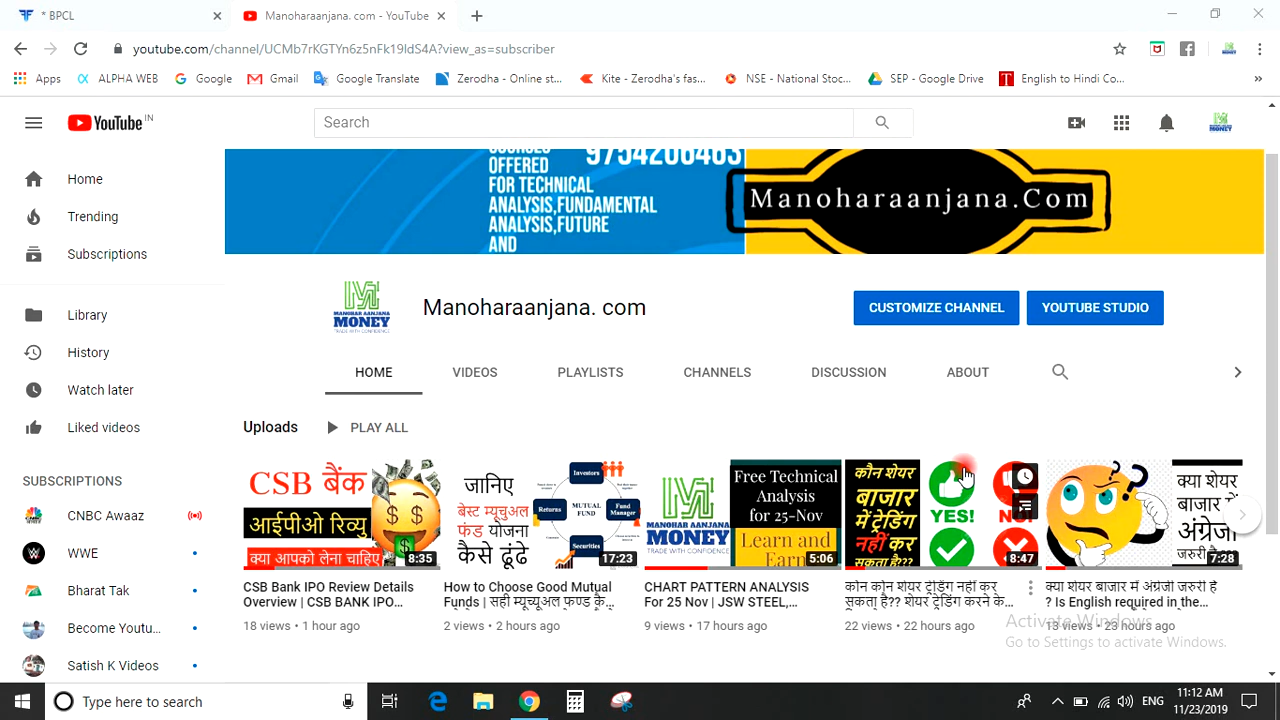 * BPCL
Manoharaanjana. com - YouTube
youtube.com/channel/UCMb7rKGTYn6z5nFk19IdS4A?view_as=subscriber
Apps ALPHA WEB Google Gmail Google Translate Zerodha - Online st... Kite - Zerodha's fas... NSE - National Stoc... SEP - Google Drive English to Hindi Co...
YouTube IN
Search
MONEY
Home
Trending
Subscriptions
Library
History
Watch later
Liked videos
SUBSCRIPTIONS
CNBC Awaaz
WWE
Bharat Tak
Become Youtu...
Satish K Videos
COURSES 9754206463
OFFERED
FOR TECHNICAL
ANALYSIS,FUNDAMENTAL
ANALYSIS,FUTURE
AND
Manoharaanjana.Com
MANOHAR AANJANA
MONEY
TRADE WITH CONFIDENCE
Manoharaanjana. com
CUSTOMIZE CHANNEL
YOUTUBE STUDIO
HOME VIDEOS PLAYLISTS CHANNELS DISCUSSION ABOUT
Uploads
PLAY ALL
CSB बैंक
आईपीओ रिव्यु
क्या आपको लेना चाहिए
8:35
CSB Bank IPO Review Details
Overview | CSB BANK IPO...
18 views • 1 hour ago
जानिए
बेस्ट म्यूचुअल
फंड योजना
कैसे ढूंढे
Investors
Returns
MUTUAL
FUND
Fund
Manager
Securities
17:23
How to Choose Good Mutual
Funds | सही म्यूच्यूअल फण्ड कै...
2 views • 2 hours ago
MANOHAR AANJANA
MONEY
TRADE WITH CONFIDENCE
Free Technical
Analysis
for 25-Nov
Learn and
Earn
5:06
CHART PATTERN ANALYSIS
For 25 Nov | JSW STEEL,...
9 views • 17 hours ago
कौन शेयर
बाजार
में ट्रेडिंग
नहीं कर
सकता है???
YES!
NO!
8:47
कौन कौन शेयर ट्रेडिंग नहीं कर
सकता है?? शेयर ट्रेडिंग करने के...
22 views • 22 hours ago
क्या शेयर
बाजार में
अंग्रेजी
जरुरी है
7:28
क्या शेयर बाजार में अंग्रेजी जरुरी है
? Is English required in the...
13 views • 23 hours ago
Activate Windows
Go to Settings to activate Windows.
Type here to search
ENG
11:12 AM
11/23/2019